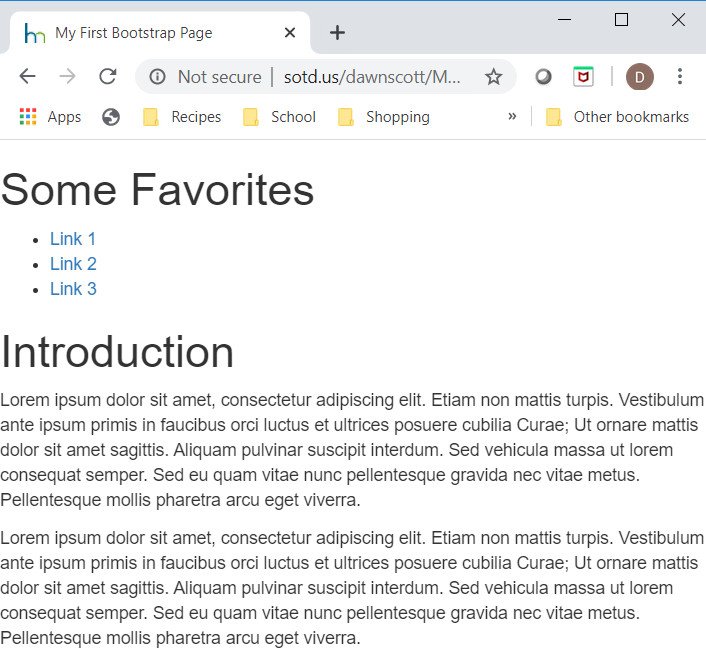 My First Bootstrap Page
Not secure | sotd.us/dawnscott/M...
D
Apps Recipes School Shopping » Other bookmarks
Some Favorites
• Link 1
• Link 2
• Link 3
Introduction
Lorem ipsum dolor sit amet, consectetur adipiscing elit. Etiam non mattis turpis. Vestibulum
ante ipsum primis in faucibus orci luctus et ultrices posuere cubilia Curae; Ut ornare mattis
dolor sit amet sagittis. Aliquam pulvinar suscipit interdum. Sed vehicula massa ut lorem
consequat semper. Sed eu quam vitae nunc pellentesque gravida nec vitae metus.
Pellentesque mollis pharetra arcu eget viverra.
Lorem ipsum dolor sit amet, consectetur adipiscing elit. Etiam non mattis turpis. Vestibulum
ante ipsum primis in faucibus orci luctus et ultrices posuere cubilia Curae; Ut ornare mattis
dolor sit amet sagittis. Aliquam pulvinar suscipit interdum. Sed vehicula massa ut lorem
consequat semper. Sed eu quam vitae nunc pellentesque gravida nec vitae metus.
Pellentesque mollis pharetra arcu eget viverra.